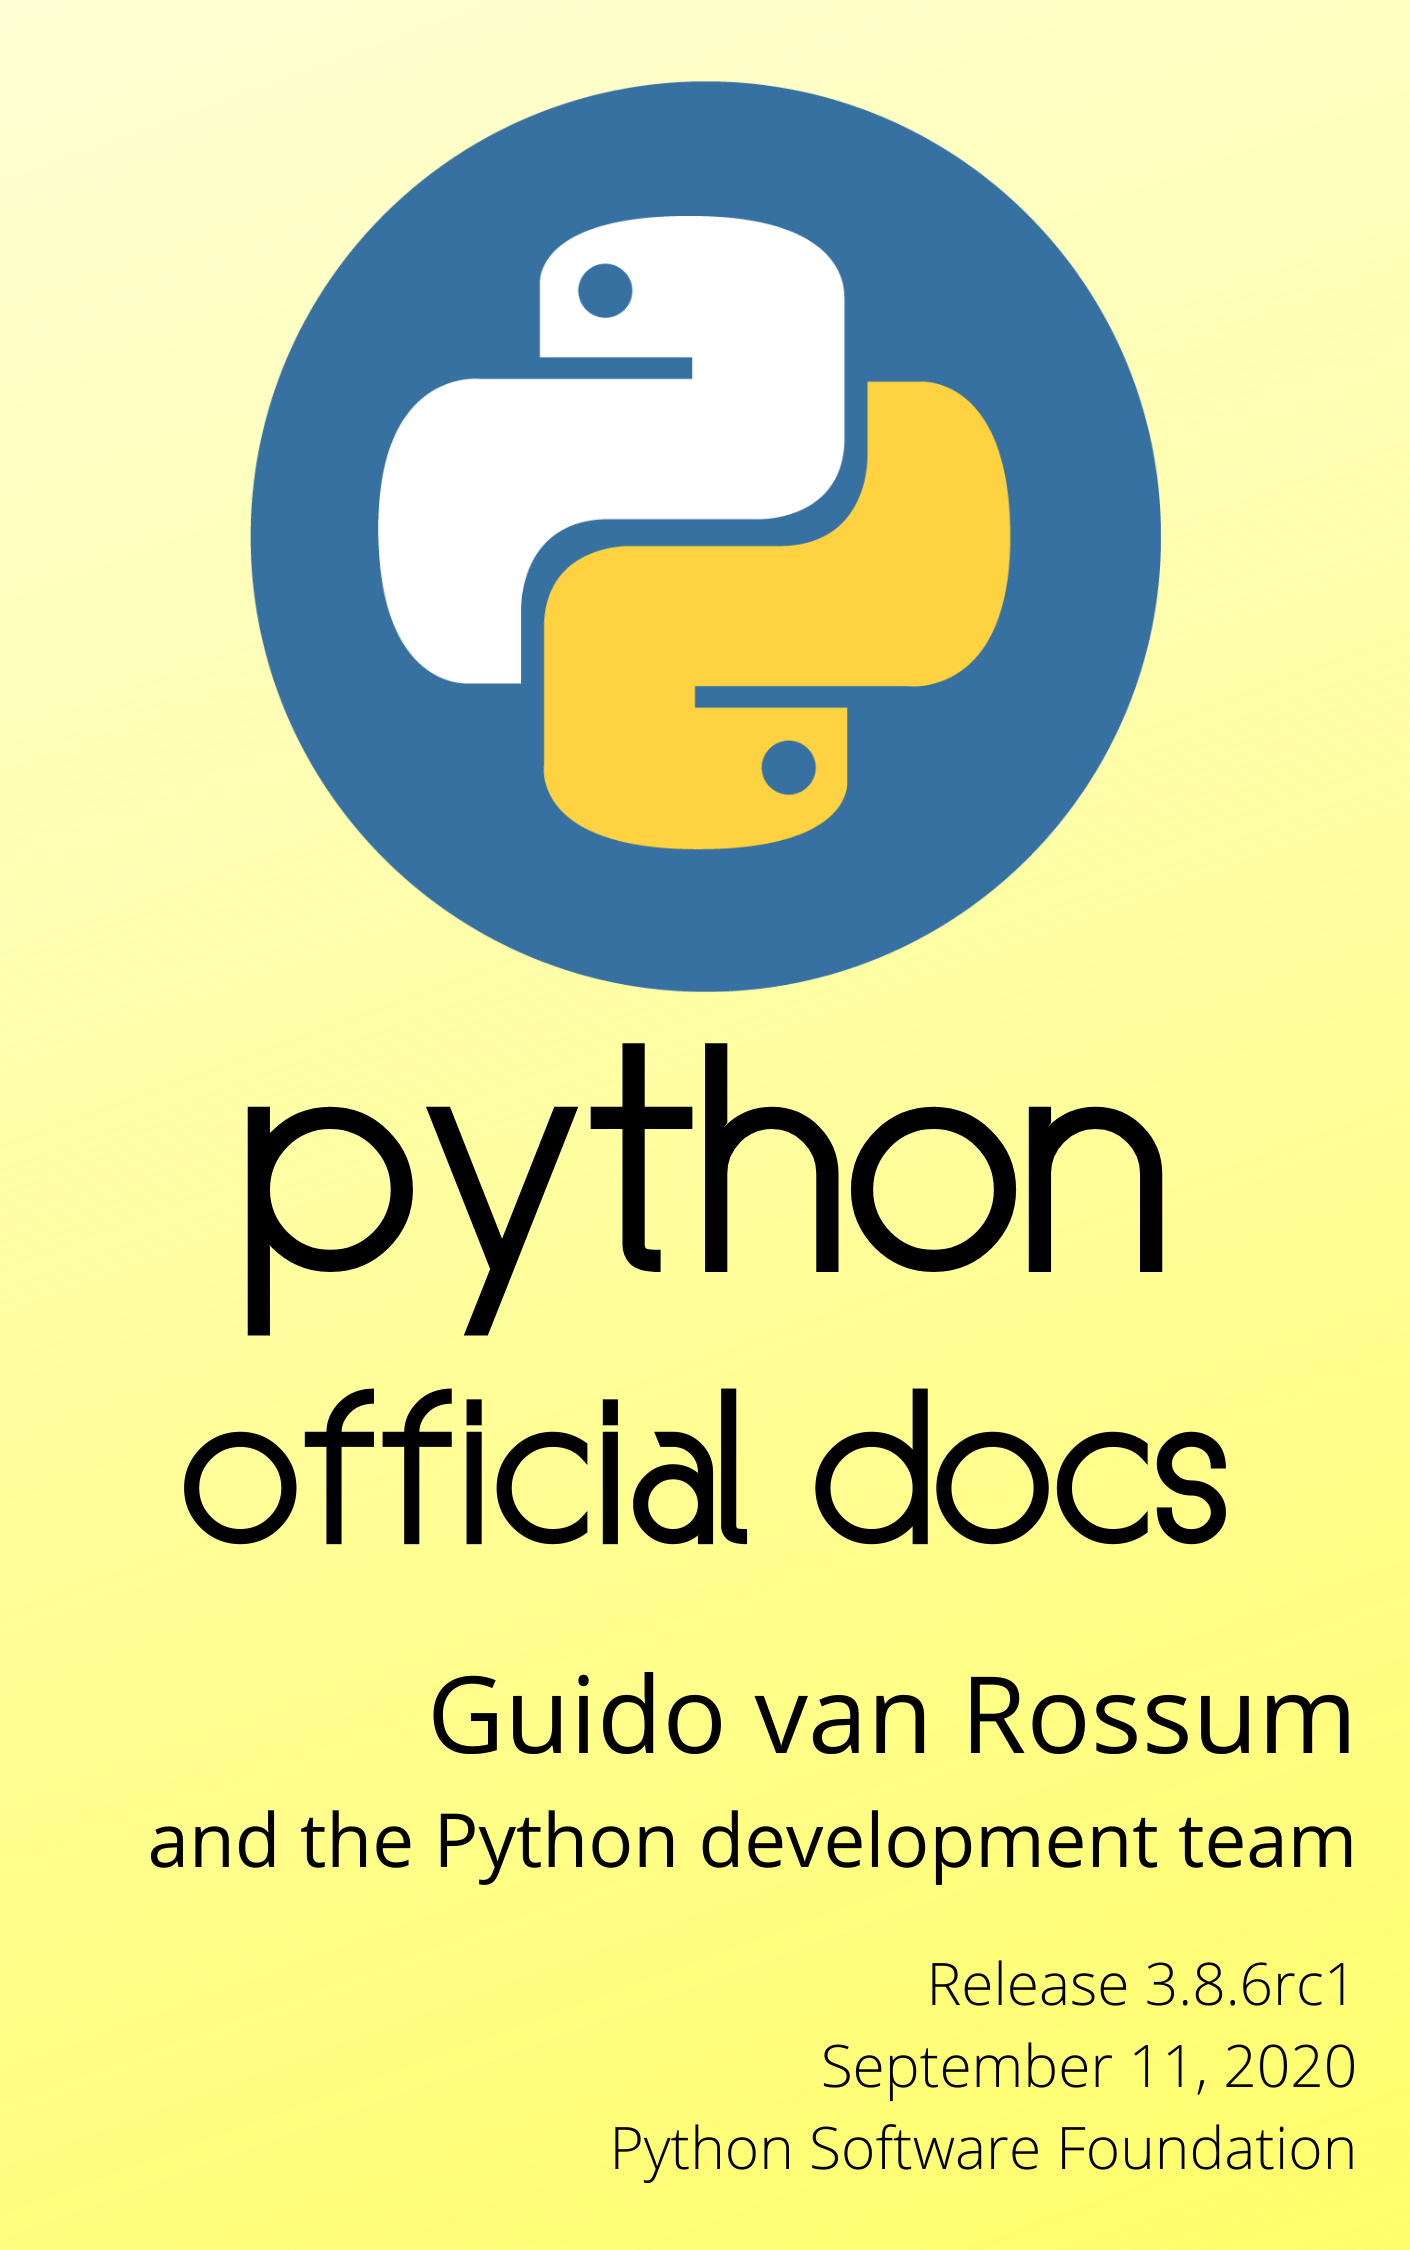 python
official docs
Guido van Rossum
and the Python development team
Release 3.8.6rc1
September 11, 2020
Python Software Foundation